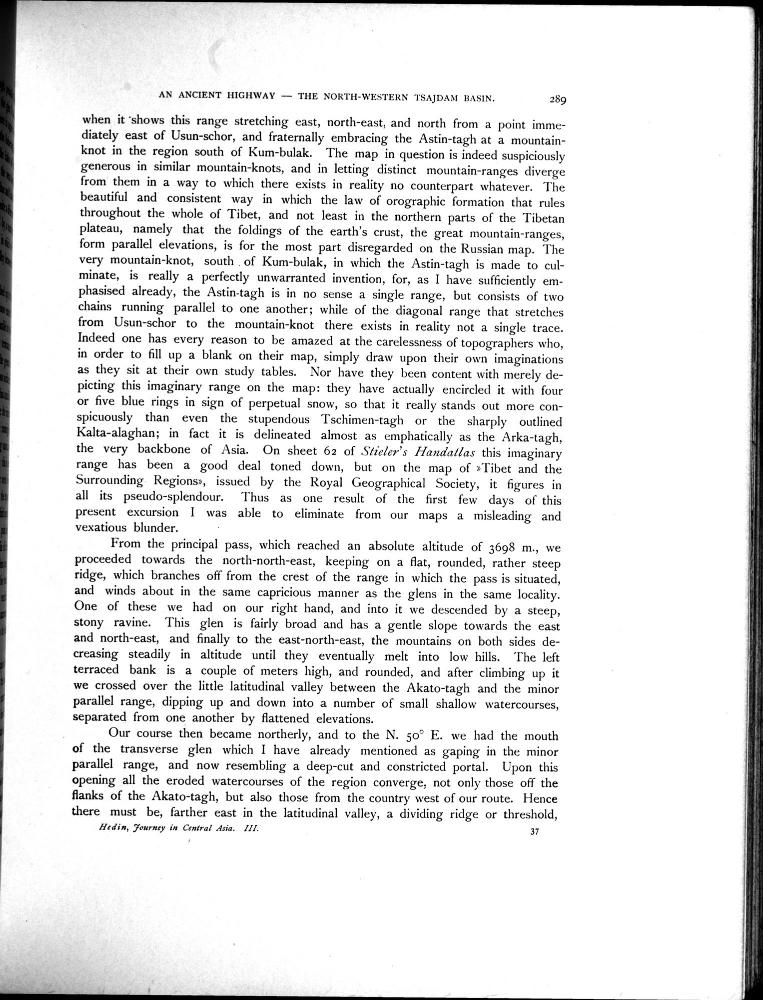 AN ANCIENT HIGHWAY — THE NORTH-WESTERN TSAJDAM BASIN. 289
when it shows this range stretching east, north-east, and north from a point imme-
diately east of Usun-schor, and fraternally embracing the Astin-tagh at a mountain-
knot in the region south of Kum-bulak. The map in question is indeed suspiciously
generous in similar mountain-knots, and in letting distinct mountain-ranges diverge
from them in a way to which there exists in reality no counterpart whatever. The
beautiful and consistent way in which the law of orographic formation that rules
throughout the whole of Tibet, and not least in the northern parts of the Tibetan
plateau, namely that the foldings of the earth's crust, the great mountain-ranges,
form parallel elevations, is for the most part disregarded on the Russian map. The
very mountain-knot, south of Kum-bulak, in which the Astin-tagh is made to cul-
minate, is really a perfectly unwarranted invention, for, as I have sufficiently em-
phasised already, the Astin-tagh is in no sense a single range, but consists of two
chains running parallel to one another; while of the diagonal range that stretches
from Usun-schor to the mountain-knot there exists in reality not a single trace.
Indeed one has every reason to be amazed at the carelessness of topographers who,
in order to fill up a blank on their map, simply draw upon their own imaginations
as they sit at their own study tables. Nor have they been content with merely de-
picting this imaginary range on the map: they have actually encircled it with four
or five blue rings in sign of perpetual snow, so that it really stands out more con-
spicuously than even the stupendous Tschimen-tagh or the sharply outlined
Kalta-alaghan; in fact it is delineated almost as emphatically as the Arka-tagh,
the very backbone of Asia. On sheet 62 of Stieler's Handatlas this imaginary
range has been a good deal toned down, but on the map of »Tibet and the
Surrounding Regions», issued by the Royal Geographical Society, it figures in
all its pseudo-splendour. Thus as one result of the first few days of this
present excursion I was able to eliminate from our maps a misleading and
vexatious blunder.
From the principal pass, which reached an absolute altitude of 3698 m., we
proceeded towards the north-north-east, keeping on a flat, rounded, rather steep
ridge, which branches off from the crest of the range in which the pass is situated,
and winds about in the same capricious manner as the glens in the same locality.
One of these we had on our right hand, and into it we descended by a steep,
stony ravine. This glen is fairly broad and has a gentle slope towards the east
and north-east, and finally to the east-north-east, the mountains on both sides de-
creasing steadily in altitude until they eventually melt into low hills. The left
terraced bank is a couple of meters high, and rounded, and after climbing up it
we crossed over the little latitudinal valley between the Akato-tagh and the minor
parallel range, dipping up and down into a number of small shallow watercourses,
separated from one another by flattened elevations.
Our course then became northerly, and to the N. 50° E. we had the mouth
of the transverse glen which I have already mentioned as gaping in the minor
parallel range, and now resembling a deep-cut and constricted portal. Upon this
opening all the eroded watercourses of the region converge, not only those off the
flanks of the Akato-tagh, but also those from the country west of our route. Hence
there must be, farther east in the latitudinal valley, a dividing ridge or threshold,
Hedin, Journey in Central Asia. III. 37